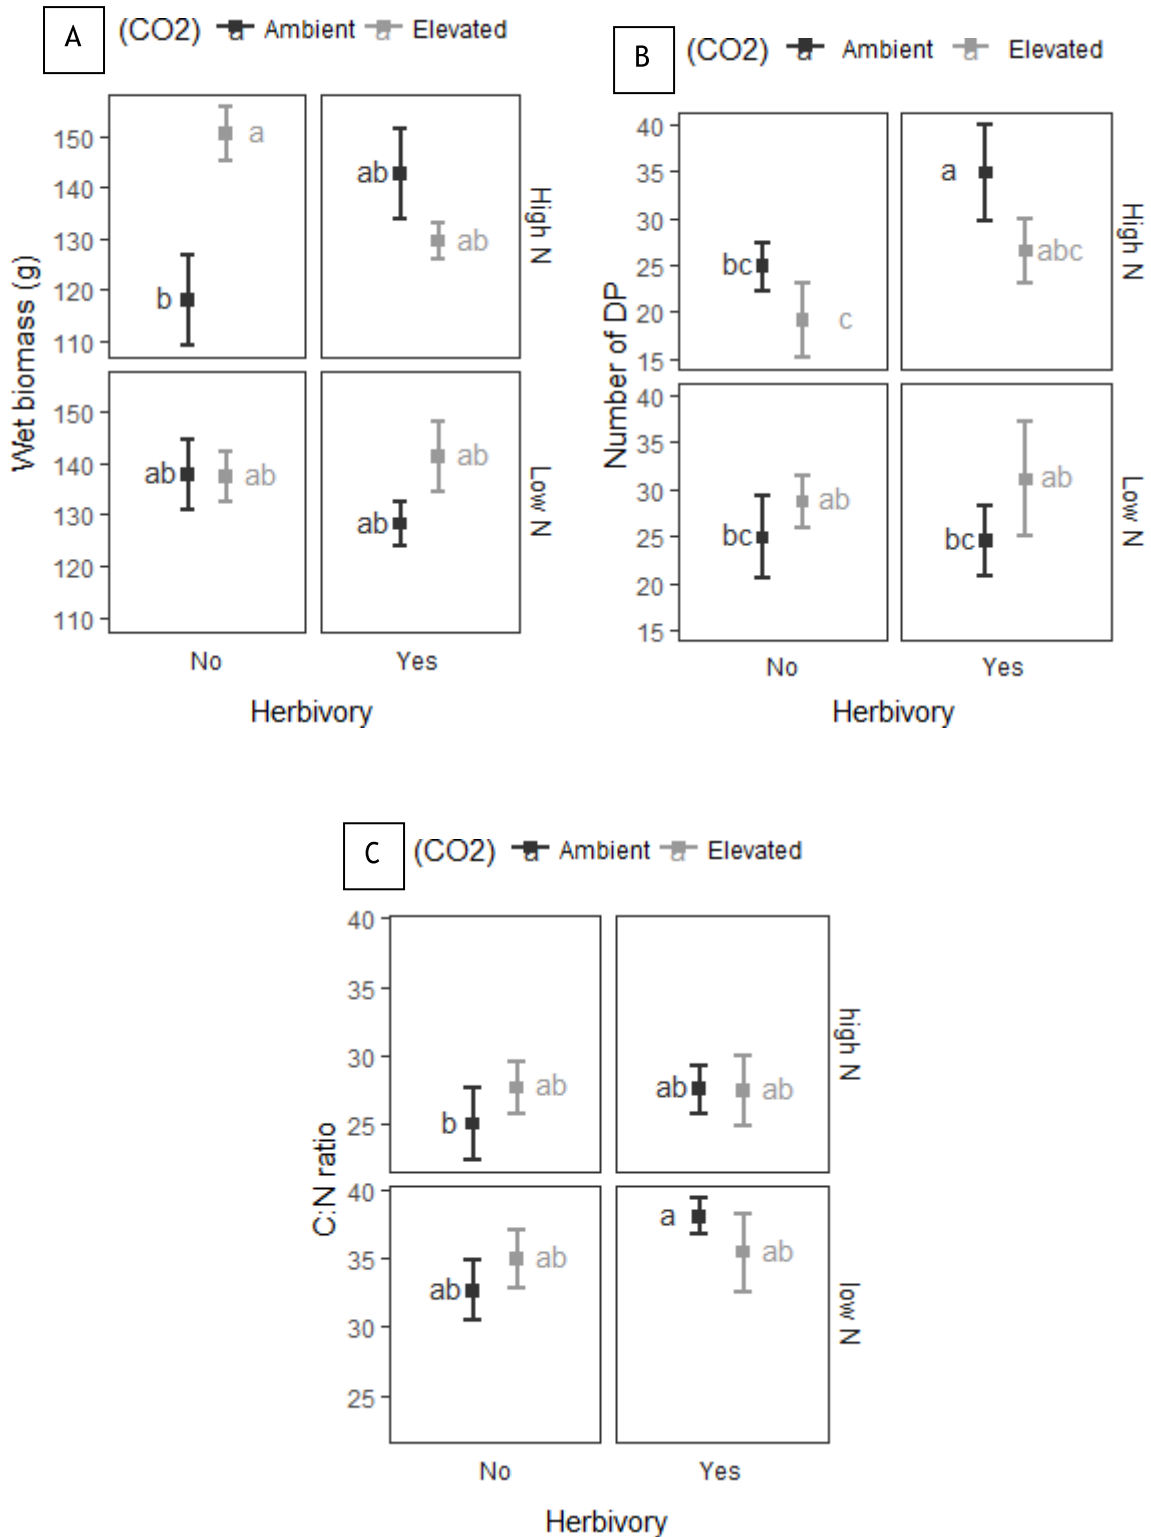 A
(CO2) a Ambient a Elevated
Wet biomass (g)
150
140
130
120
110
b
a
ab
ab
High N
150
140
130
120
110
ab
ab
ab
ab
Low N
No
Yes
Herbivory
B
(CO2) a Ambient a Elevated
Number of DP
40
35
30
25
20
15
bc
c
a
abc
High N
40
35
30
25
20
15
bc
ab
bc
ab
Low N
No
Yes
Herbivory
C
(CO2) a Ambient a Elevated
C:N ratio
40
35
30
25
b
ab
ab
ab
high N
40
35
30
25
ab
ab
a
ab
low N
No
Yes
Herbivory